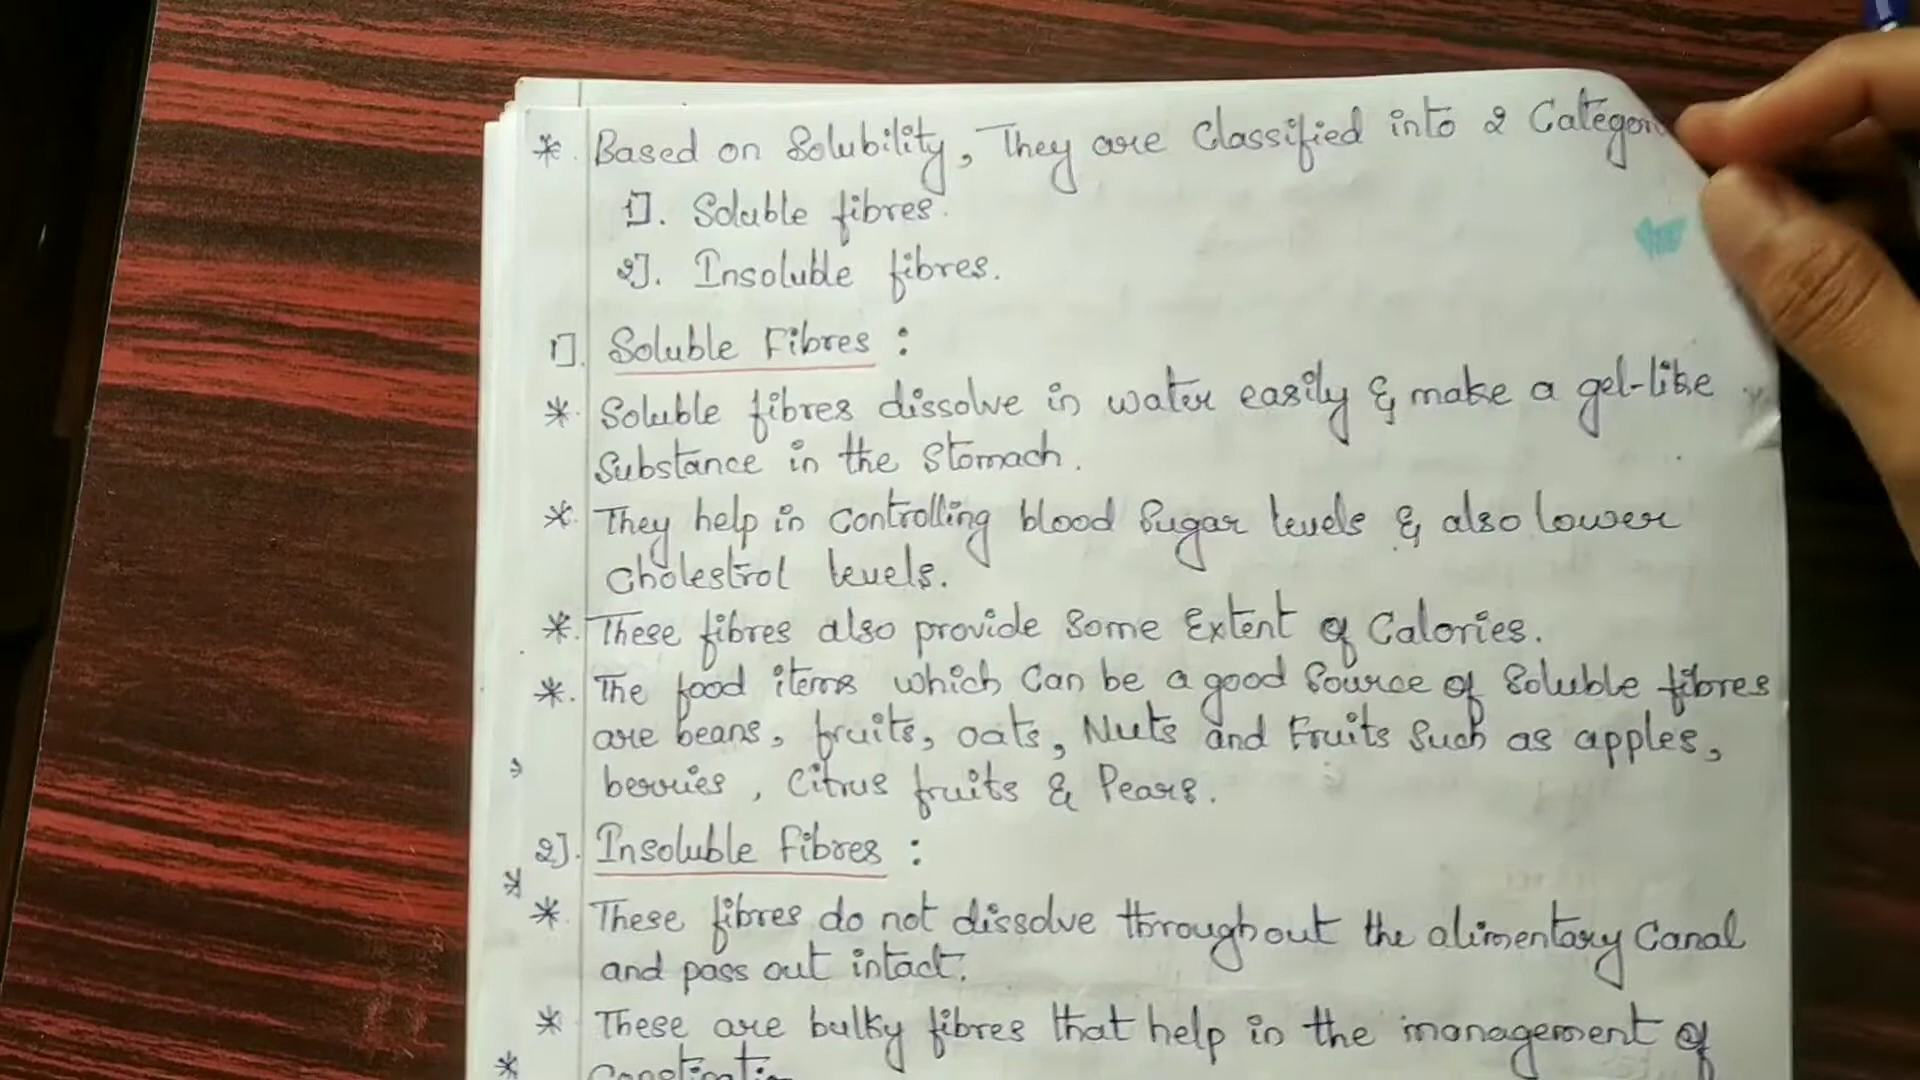 * Based on Solubility, They are Classified into 2 Categor
1]. Soluble fibres.
2]. Insoluble fibres.
1]. Soluble Fibres :
* Soluble fibres dissolve in water easily & make a gel-like
Substance in the Stomach.
* They help in controlling blood Sugar levels & also lower
Cholestrol levels.
* These fibres also provide Some Extent of Calories.
*. The food items which Can be a good Source of Soluble fibres
are beans, fruits, oats, Nuts and Fruits Such as apples,
berries, Citrus fruits & Pears.
2]. Insoluble Fibres :
* These fibres do not dissolve throughout the alimentary Canal
and pass out intact.
* These are bulky fibres that help in the management of